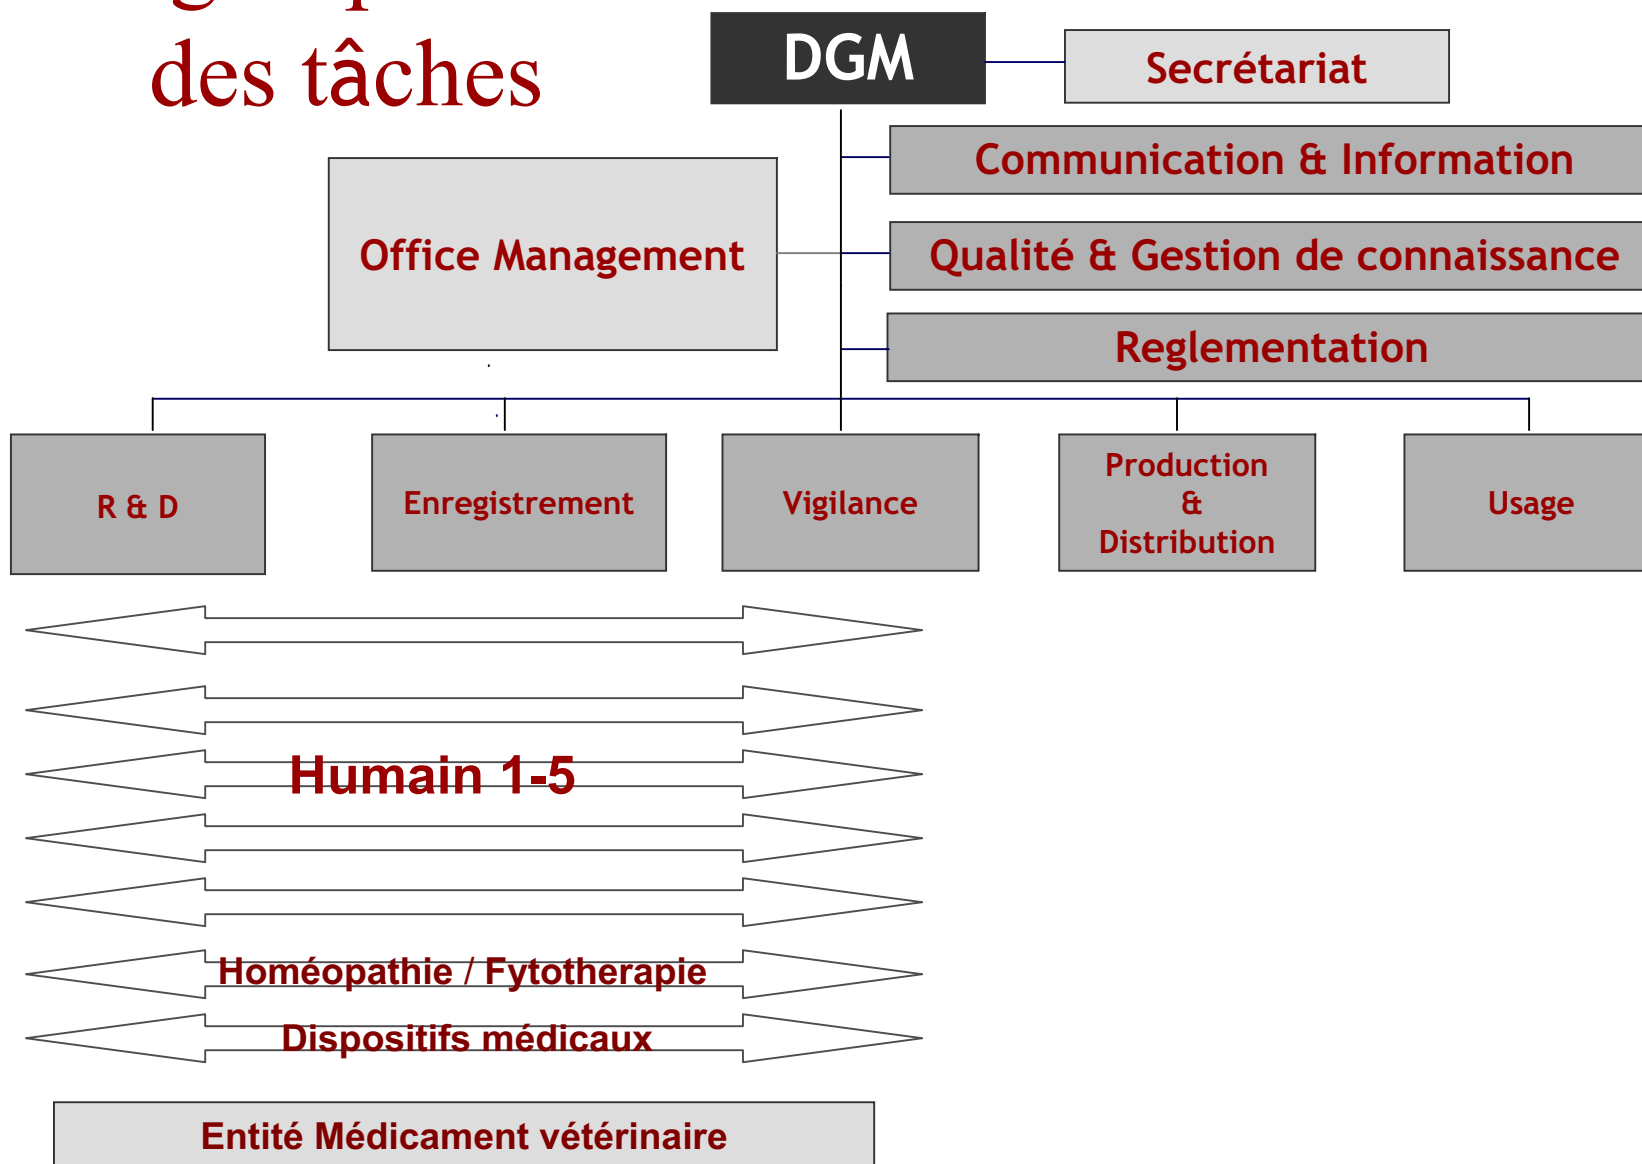 des tâches
DGM
Secrétariat
Communication & Information
Office Management
Qualité & Gestion de connaissance
Reglementation
R & D
Enregistrement
Vigilance
Production
&
Distribution
Usage
Humain 1-5
Homéopathie / Fytotherapie
Dispositifs médicaux
Entité Médicament vétérinaire